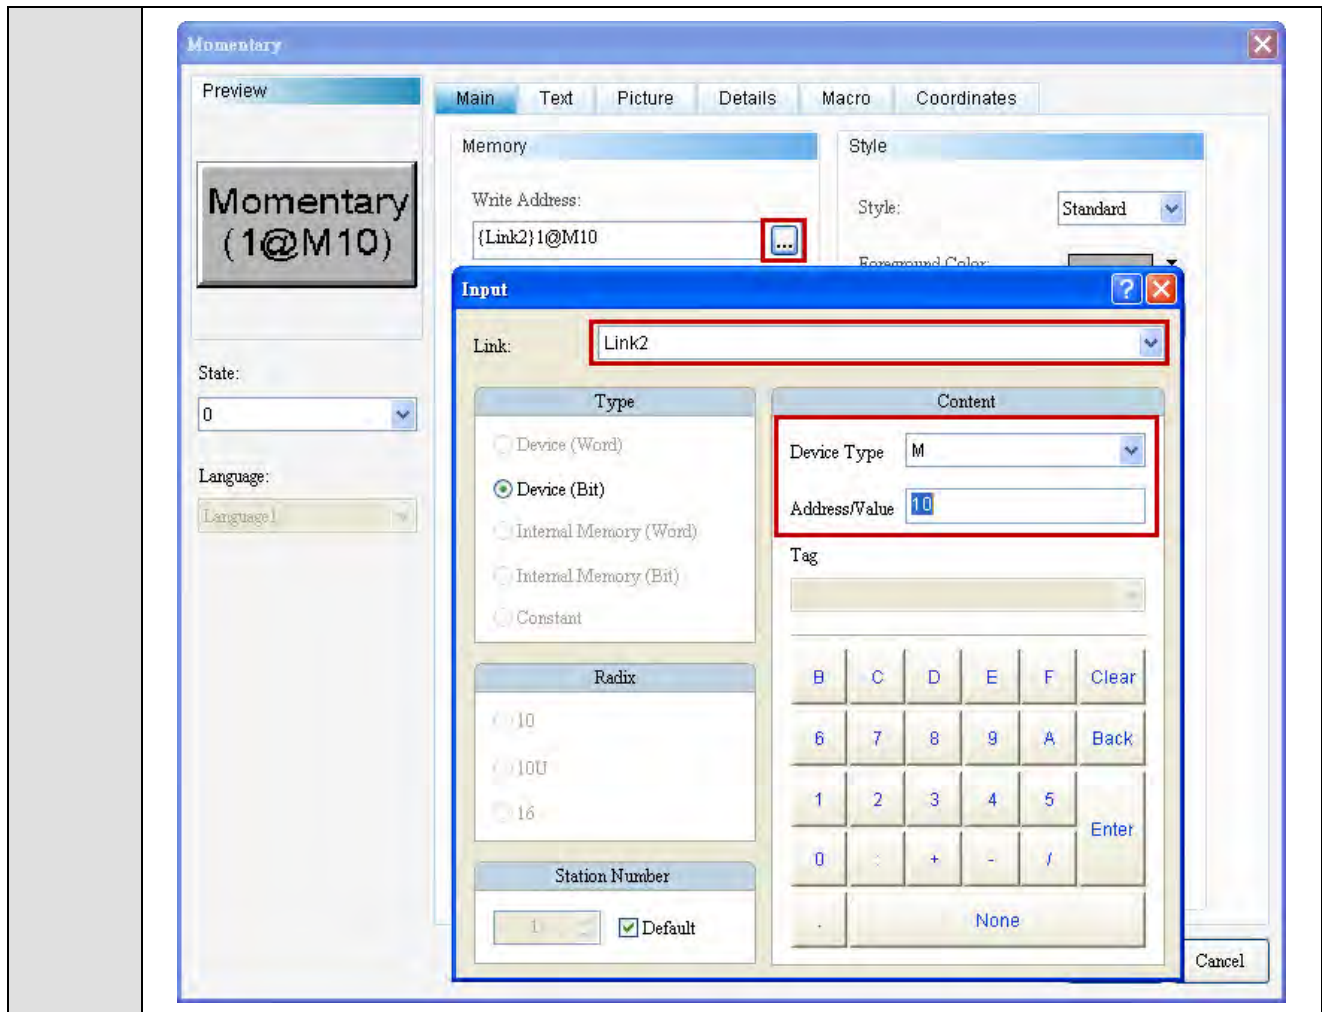 Momentary
Preview
Main Text Picture Details Macro Coordinates
Memory
Style
Momentary
(1@M10)
Write Address:
{Link2}1@M10
...
Style:
Standard
Foreground Color:
Input
?
Link:
Link2
State:
0
Language:
Language1
Type
Device (Word)
Device (Bit)
Internal Memory (Word)
Internal Memory (Bit)
Constant
Content
Device Type M
Address/Value 10
Tag
Radix
10
10U
16
Station Number
1
Default
B C D E F Clear
6 7 8 9 A Back
1 2 3 4 5
Enter
0 : + - /
. None
Cancel